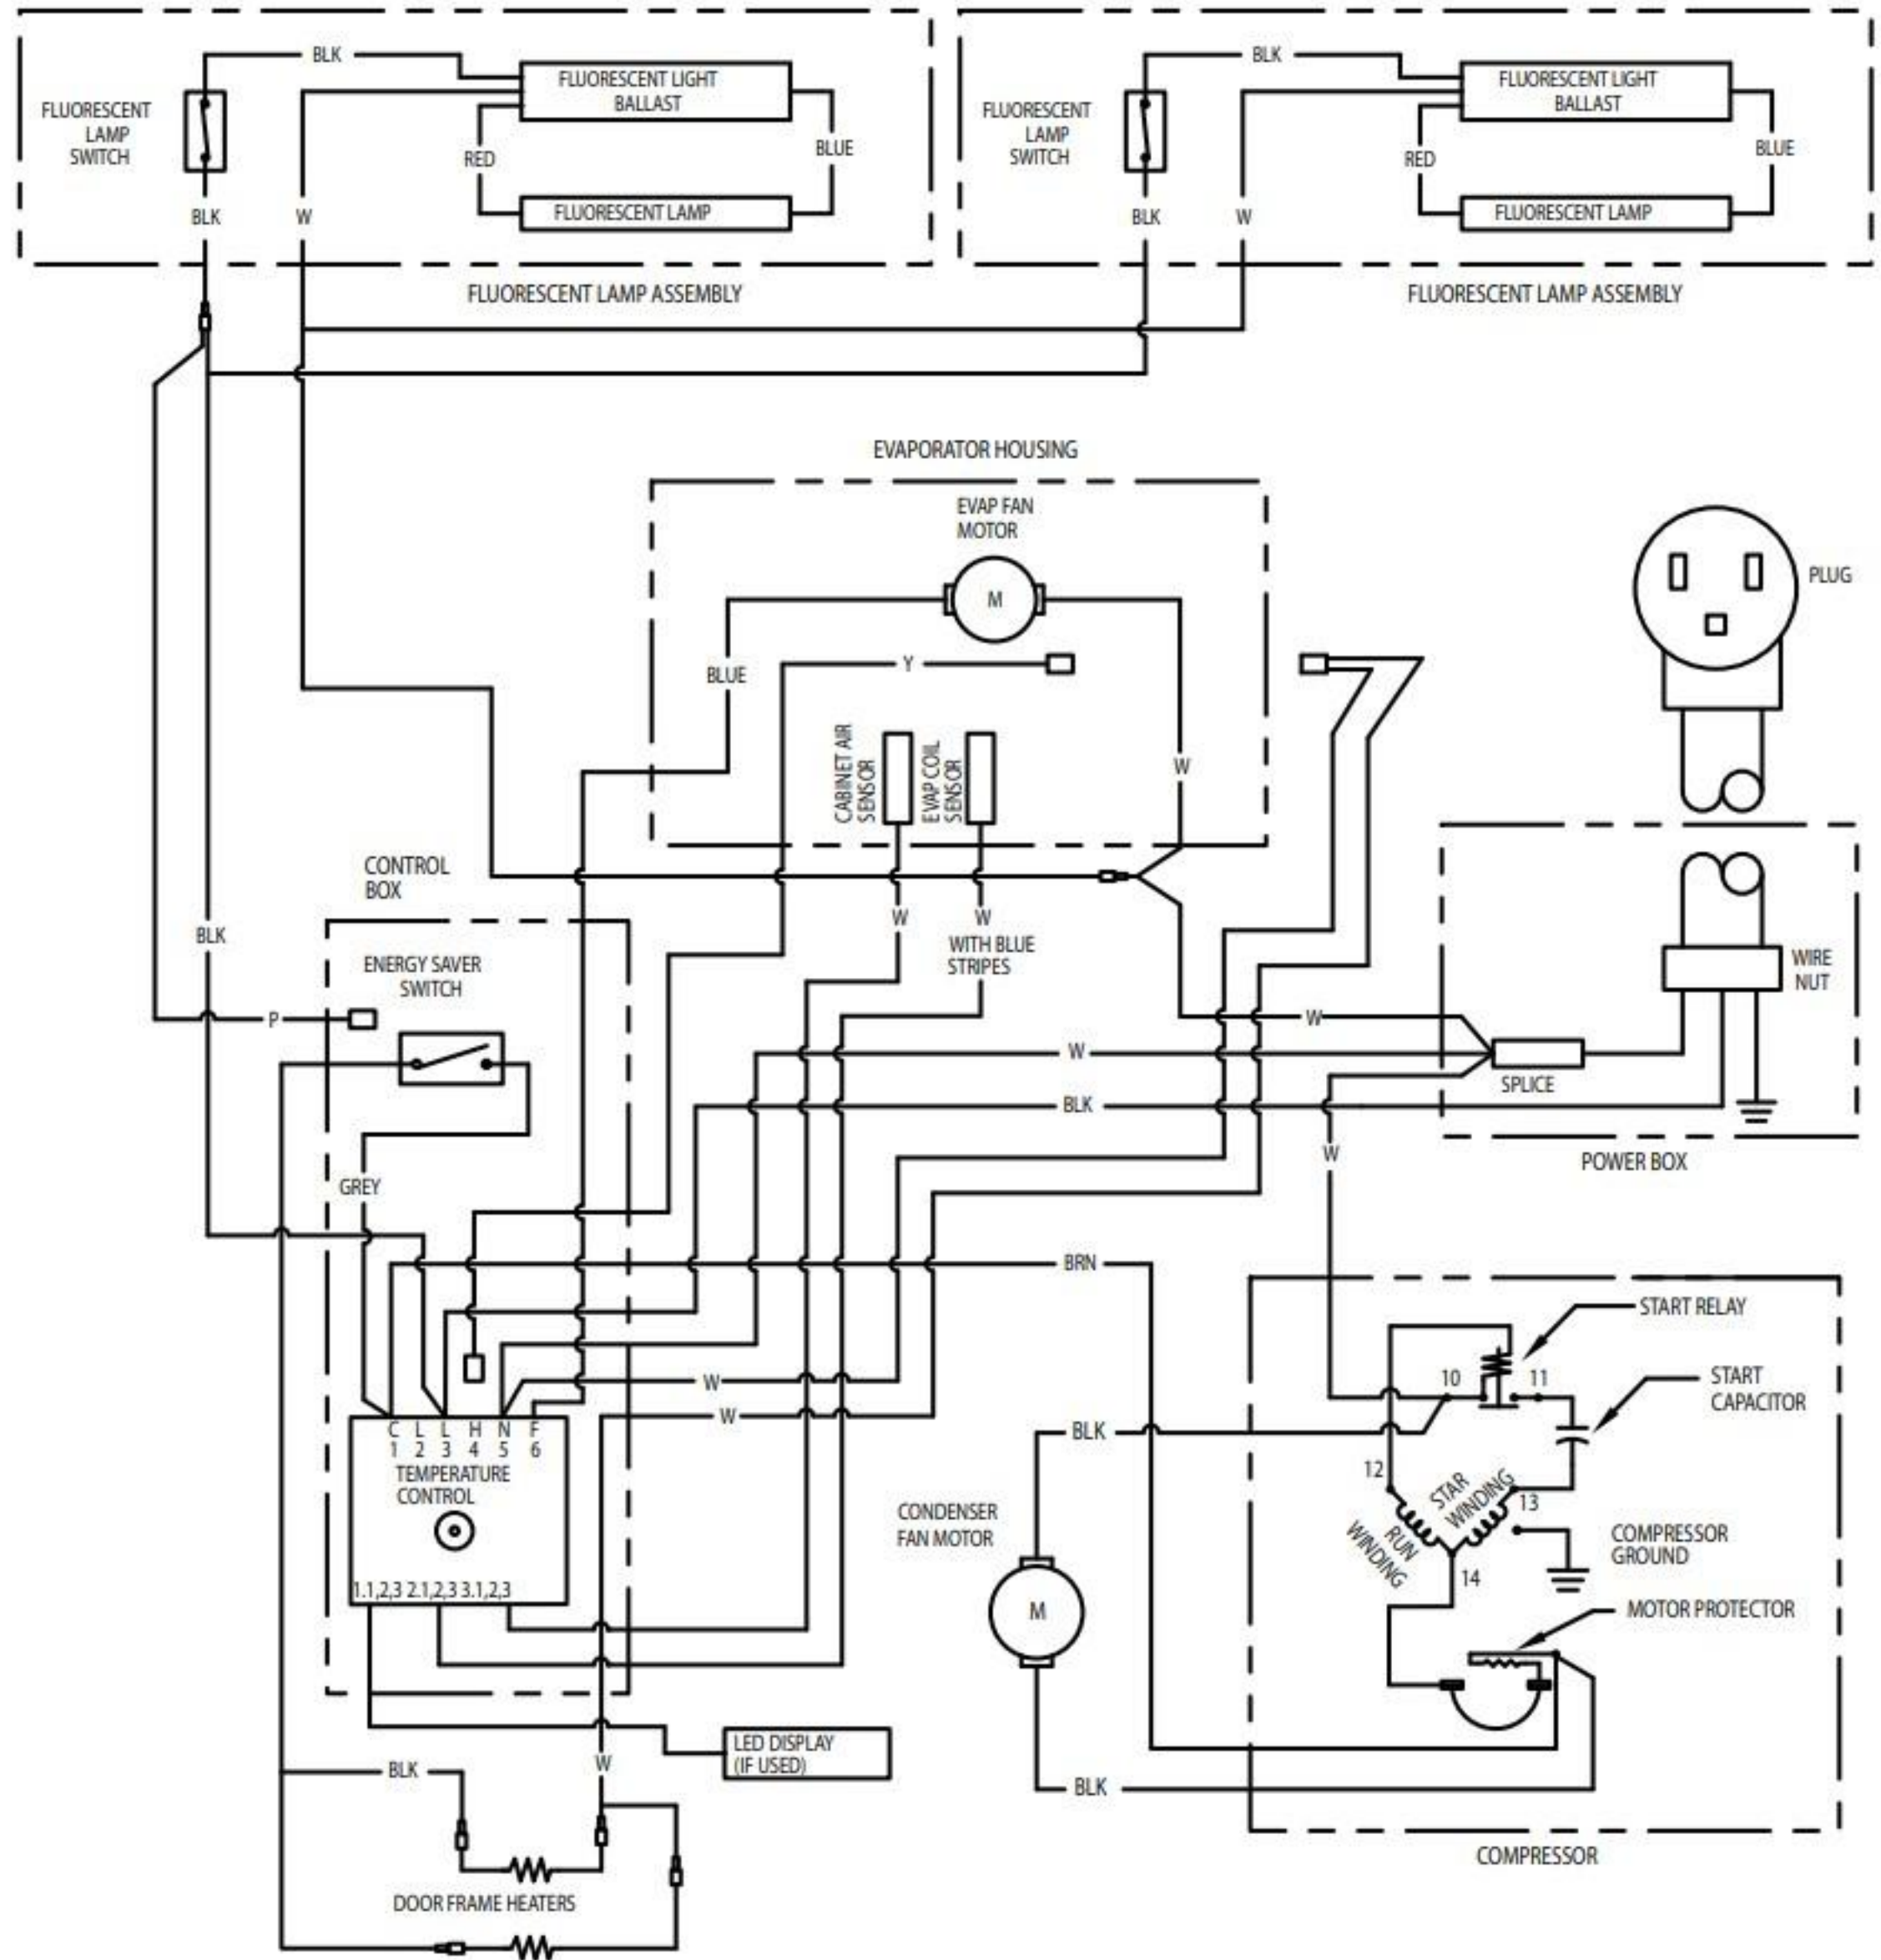 BLK
FLUORESCENT LIGHT
BALLAST
FLUORESCENT
LAMP
SWITCH
RED
BLUE
BLK
W
FLUORESCENT LAMP
FLUORESCENT LAMP ASSEMBLY
BLK
FLUORESCENT LIGHT
BALLAST
FLUORESCENT
LAMP
SWITCH
RED
BLUE
BLK
W
FLUORESCENT LAMP
FLUORESCENT LAMP ASSEMBLY
EVAPORATOR HOUSING
EVAP FAN
MOTOR
M
PLUG
BLUE
Y
CABINET AIR
SENSOR
EVAP COIL
SENSOR
W
CONTROL
BOX
W
W
WITH BLUE
STRIPES
BLK
ENERGY SAVER
SWITCH
WIRE
NUT
P
W
W
SPLICE
BLK
W
POWER BOX
GREY
BRN
START RELAY
10
11
START
CAPACITOR
W
W
BLK
C L L H N F
1 2 3 4 5 6
TEMPERATURE
CONTROL
12
STAR
WINDING
13
RUN
WINDING
14
CONDENSER
FAN MOTOR
COMPRESSOR
GROUND
1.1,2,3 2.1,2,3 3.1,2,3
M
MOTOR PROTECTOR
LED DISPLAY
(IF USED)
W
BLK
BLK
COMPRESSOR
DOOR FRAME HEATERS